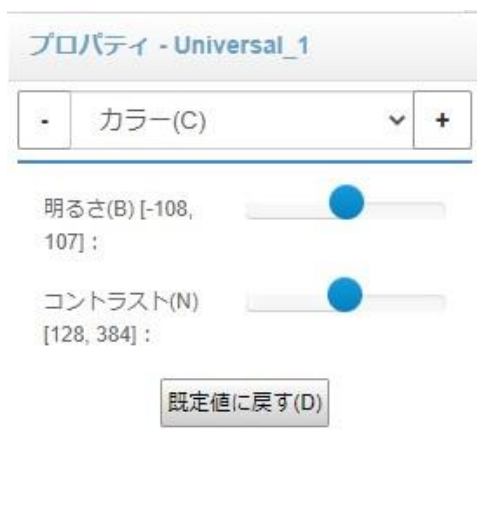 プロパティ - Universal_1
- カラー(C) +
明るさ(B) [-108,
107] :
コントラスト(N)
[128, 384] :
既定値に戻す(D)